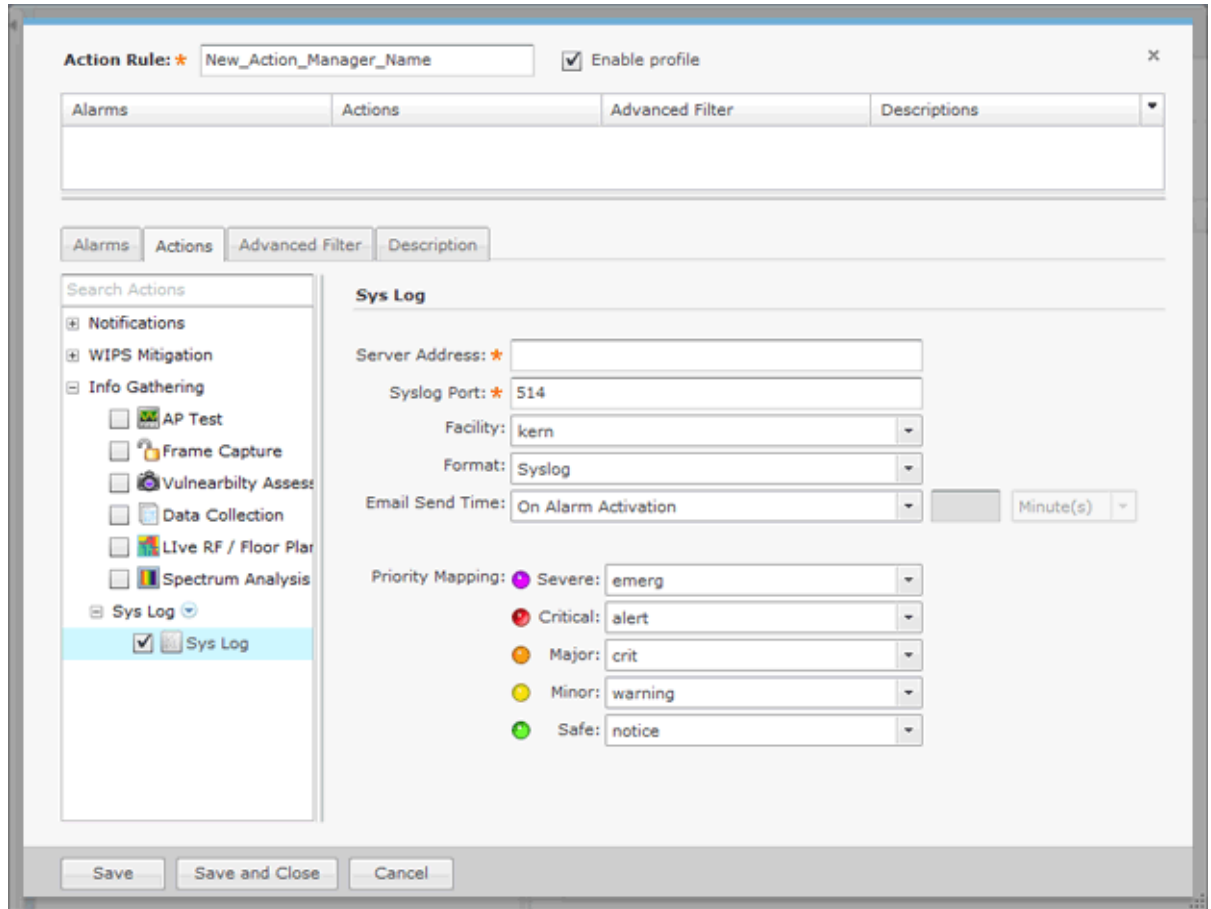 Action Rule: * New_Action_Manager_Name Enable profile ×
Alarms Actions Advanced Filter Descriptions
Alarms Actions Advanced Filter Description
Search Actions
Notifications
WIPS Mitigation
Info Gathering
AP Test
Frame Capture
Vulnearbilty Assess
Data Collection
LIve RF / Floor Plan
Spectrum Analysis
Sys Log
Sys Log
Sys Log
Server Address: *
Syslog Port: * 514
Facility: kern
Format: Syslog
Email Send Time: On Alarm Activation Minute(s)
Priority Mapping: Severe: emerg
Critical: alert
Major: crit
Minor: warning
Safe: notice
Save Save and Close Cancel